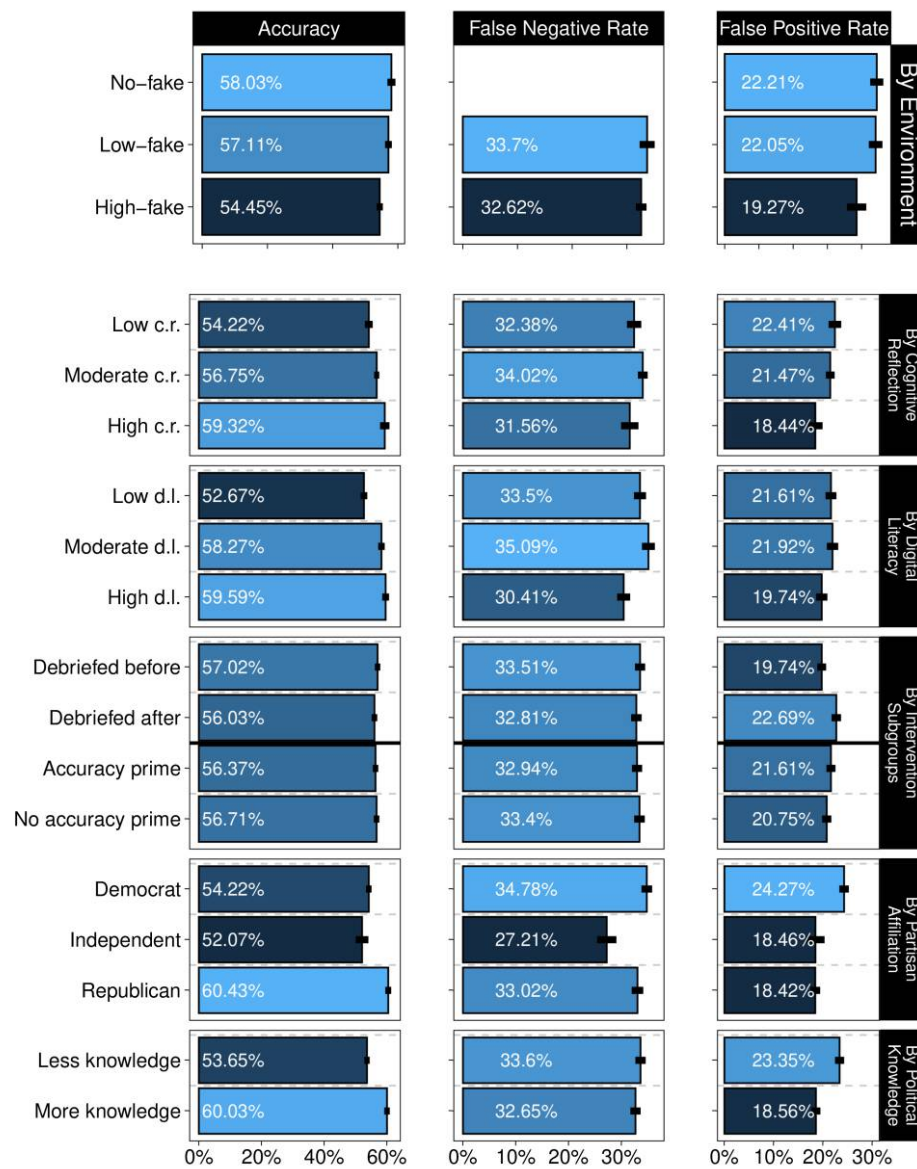 Accuracy False Negative Rate False Positive Rate
No-fake 58.03% 22.21%
Low-fake 57.11% 33.7% 22.05%
High-fake 54.45% 32.62% 19.27%
By Environment
Low c.r. 54.22% 32.38% 22.41%
Moderate c.r. 56.75% 34.02% 21.47%
High c.r. 59.32% 31.56% 18.44%
By Cognitive
Reflection
Low d.l. 52.67% 33.5% 21.61%
Moderate d.l. 58.27% 35.09% 21.92%
High d.l. 59.59% 30.41% 19.74%
By Digital
Literacy
Debriefed before 57.02% 33.51% 19.74%
Debriefed after 56.03% 32.81% 22.69%
Accuracy prime 56.37% 32.94% 21.61%
No accuracy prime 56.71% 33.4% 20.75%
By Intervention
Subgroups
Democrat 54.22% 34.78% 24.27%
Independent 52.07% 27.21% 18.46%
Republican 60.43% 33.02% 18.42%
By Partisan
Affiliation
Less knowledge 53.65% 33.6% 23.35%
More knowledge 60.03% 32.65% 18.56%
By Political
Knowledge
0% 20% 40% 60% 0% 10% 20% 30% 0% 10% 20% 30%